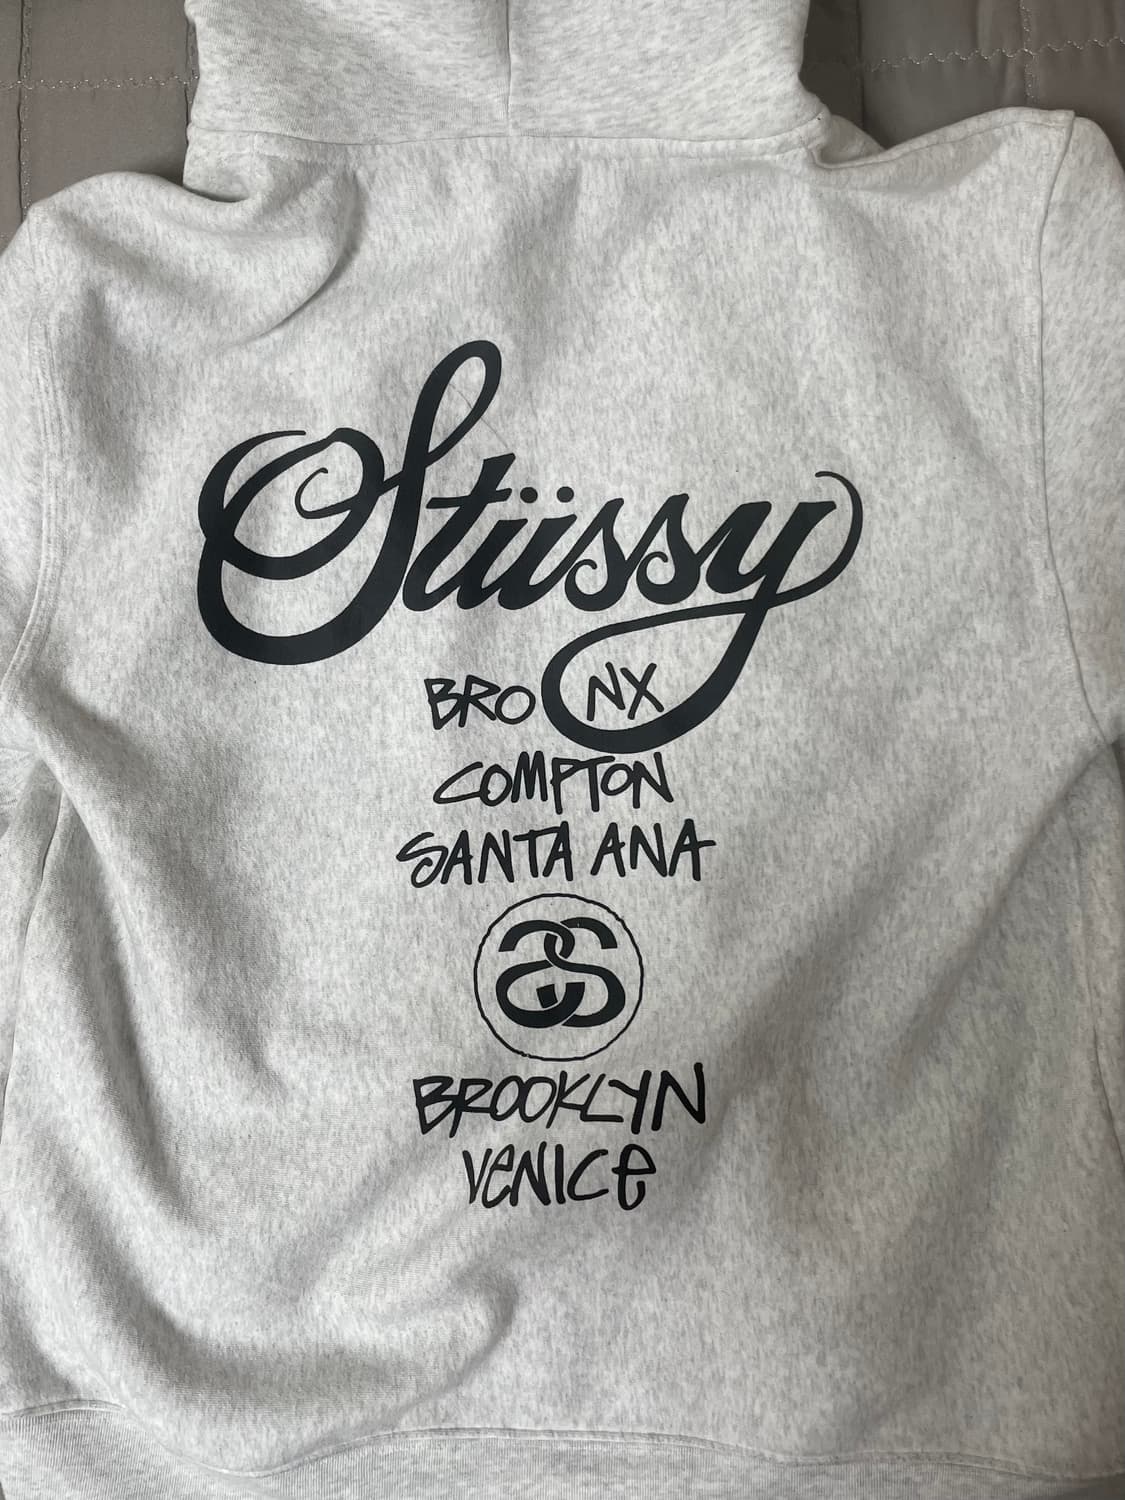 Stüssy
BRONX
COMPTON
SANTA ANA
SS
BROOKLYN
VENICE